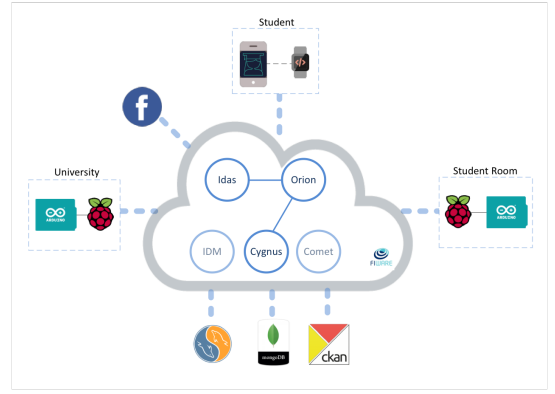 Student
</>
f
University
Student Room
Idas
Orion
ARDUINO
ARDUINO
IDM
Cygnus
Comet
FIWARE
mongoDB
ckan